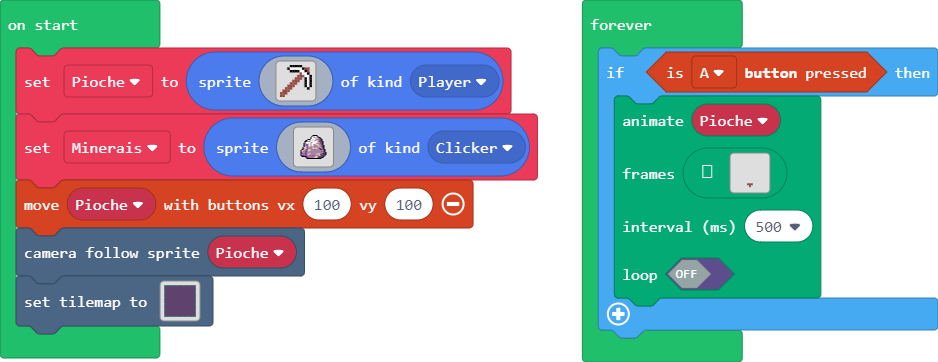 on start
set Pioche to sprite of kind Player
set Minerais to sprite of kind Clicker
move Pioche with buttons vx 100 vy 100
camera follow sprite Pioche
set tilemap to
forever
if is A button pressed then
animate Pioche
frames
interval (ms) 500
loop OFF